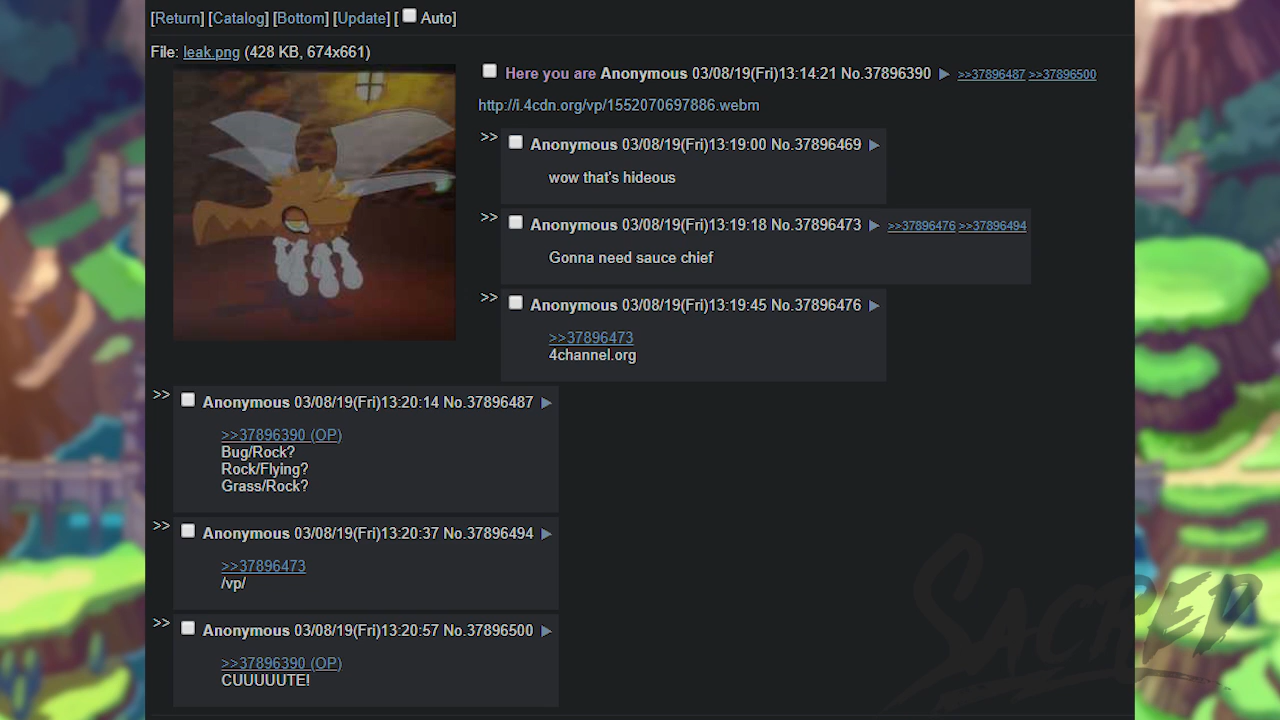 [Return] [Catalog] [Bottom] [Update] [ Auto]
File: leak.png (428 KB, 674x661)
Here you are Anonymous 03/08/19(Fri)13:14:21 No.37896390 ▶ >>37896487 >>37896500
http://i.4cdn.org/vp/1552070697886.webm
>> Anonymous 03/08/19(Fri)13:19:00 No.37896469 ▶
wow that's hideous
>> Anonymous 03/08/19(Fri)13:19:18 No.37896473 ▶ >>37896476 >>37896494
Gonna need sauce chief
>> Anonymous 03/08/19(Fri)13:19:45 No.37896476 ▶
>>37896473
4channel.org
>> Anonymous 03/08/19(Fri)13:20:14 No.37896487 ▶
>>37896390 (OP)
Bug/Rock?
Rock/Flying?
Grass/Rock?
>> Anonymous 03/08/19(Fri)13:20:37 No.37896494 ▶
>>37896473
/vp/
>> Anonymous 03/08/19(Fri)13:20:57 No.37896500 ▶
>>37896390 (OP)
CUUUUUTE!
SACRED